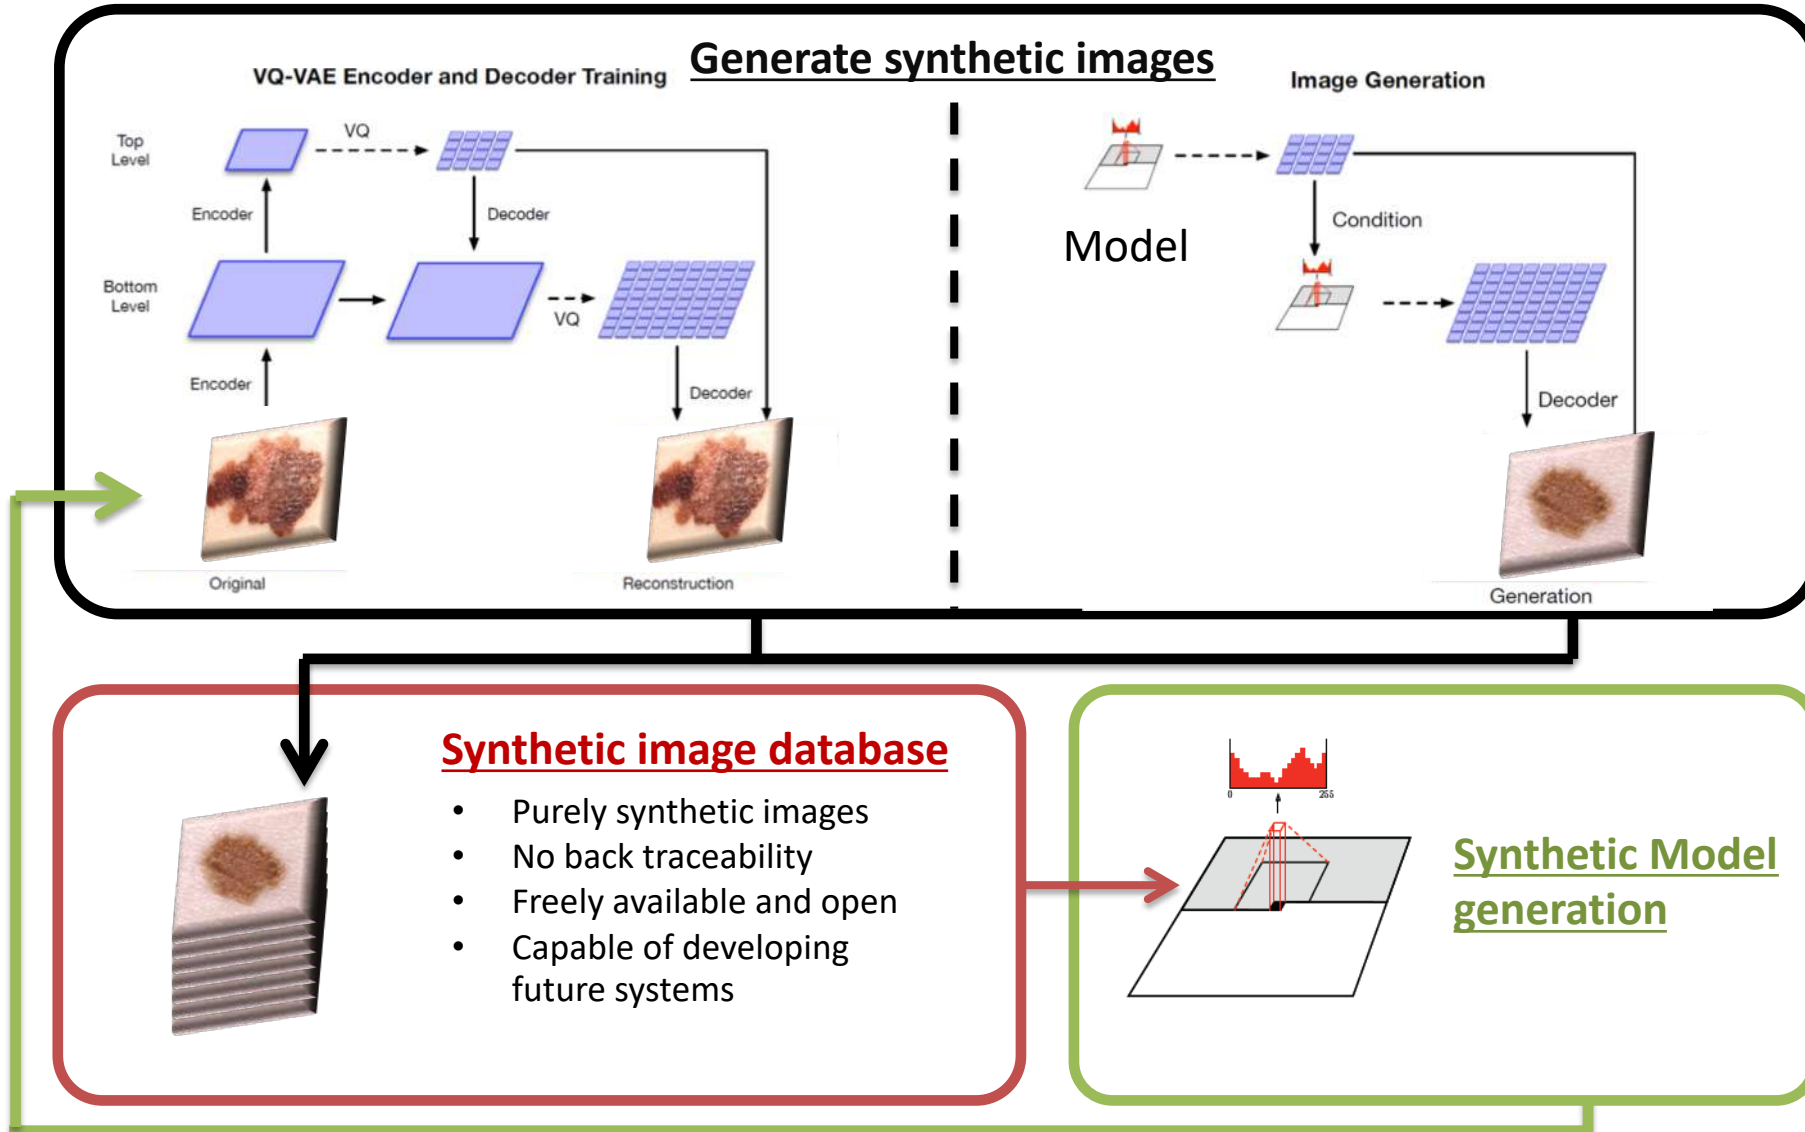 Generate synthetic images
VQ-VAE Encoder and Decoder Training
Top
Level
VQ
Encoder
Decoder
Bottom
Level
VQ
Encoder
Decoder
Original
Reconstruction
Image Generation
Model
Condition
Decoder
Generation
Synthetic image database
• Purely synthetic images
• No back traceability
• Freely available and open
• Capable of developing
future systems
0
255
Synthetic Model
generation